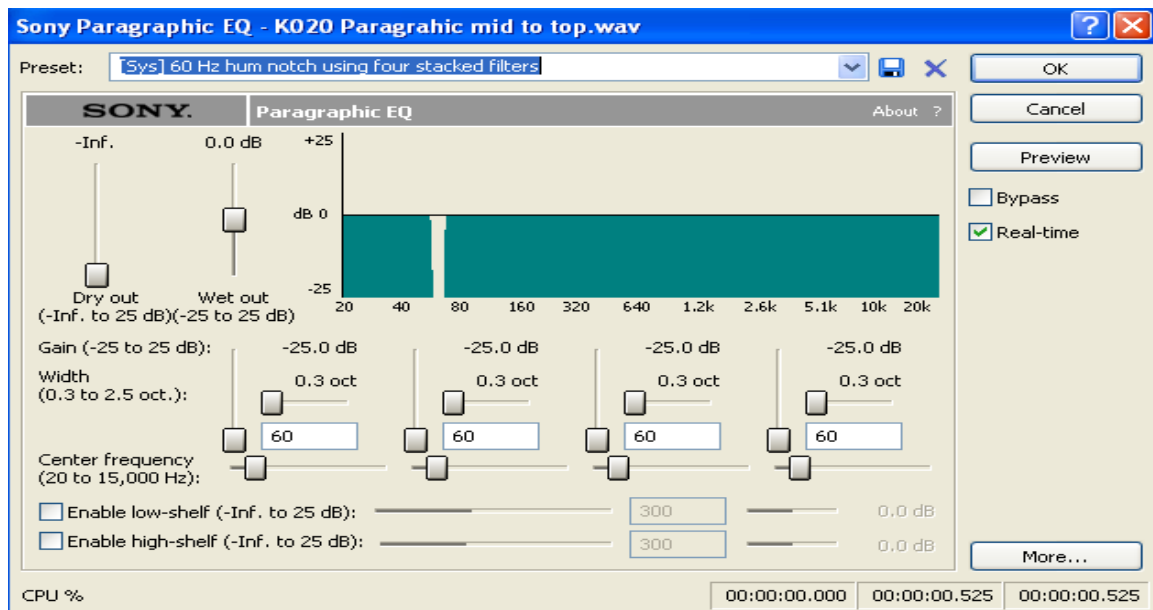 Sony Paragraphic EQ - K020 Paragrahic mid to top.wav
Preset: [Sys] 60 Hz hum notch using four stacked filters
OK
Cancel
Preview
Bypass
Real-time
More...
SONY. Paragraphic EQ About ?
-Inf. 0.0 dB
+25
dB 0
-25
20 40 80 160 320 640 1.2k 2.6k 5.1k 10k 20k
Dry out Wet out
(-Inf. to 25 dB)(-25 to 25 dB)
Gain (-25 to 25 dB): -25.0 dB -25.0 dB -25.0 dB -25.0 dB
Width 0.3 oct 0.3 oct 0.3 oct 0.3 oct
(0.3 to 2.5 oct.):
60 60 60 60
Center frequency
(20 to 15,000 Hz):
Enable low-shelf (-Inf. to 25 dB): 300 0.0 dB
Enable high-shelf (-Inf. to 25 dB): 300 0.0 dB
CPU % 00:00:00.000 00:00:00.525 00:00:00.525